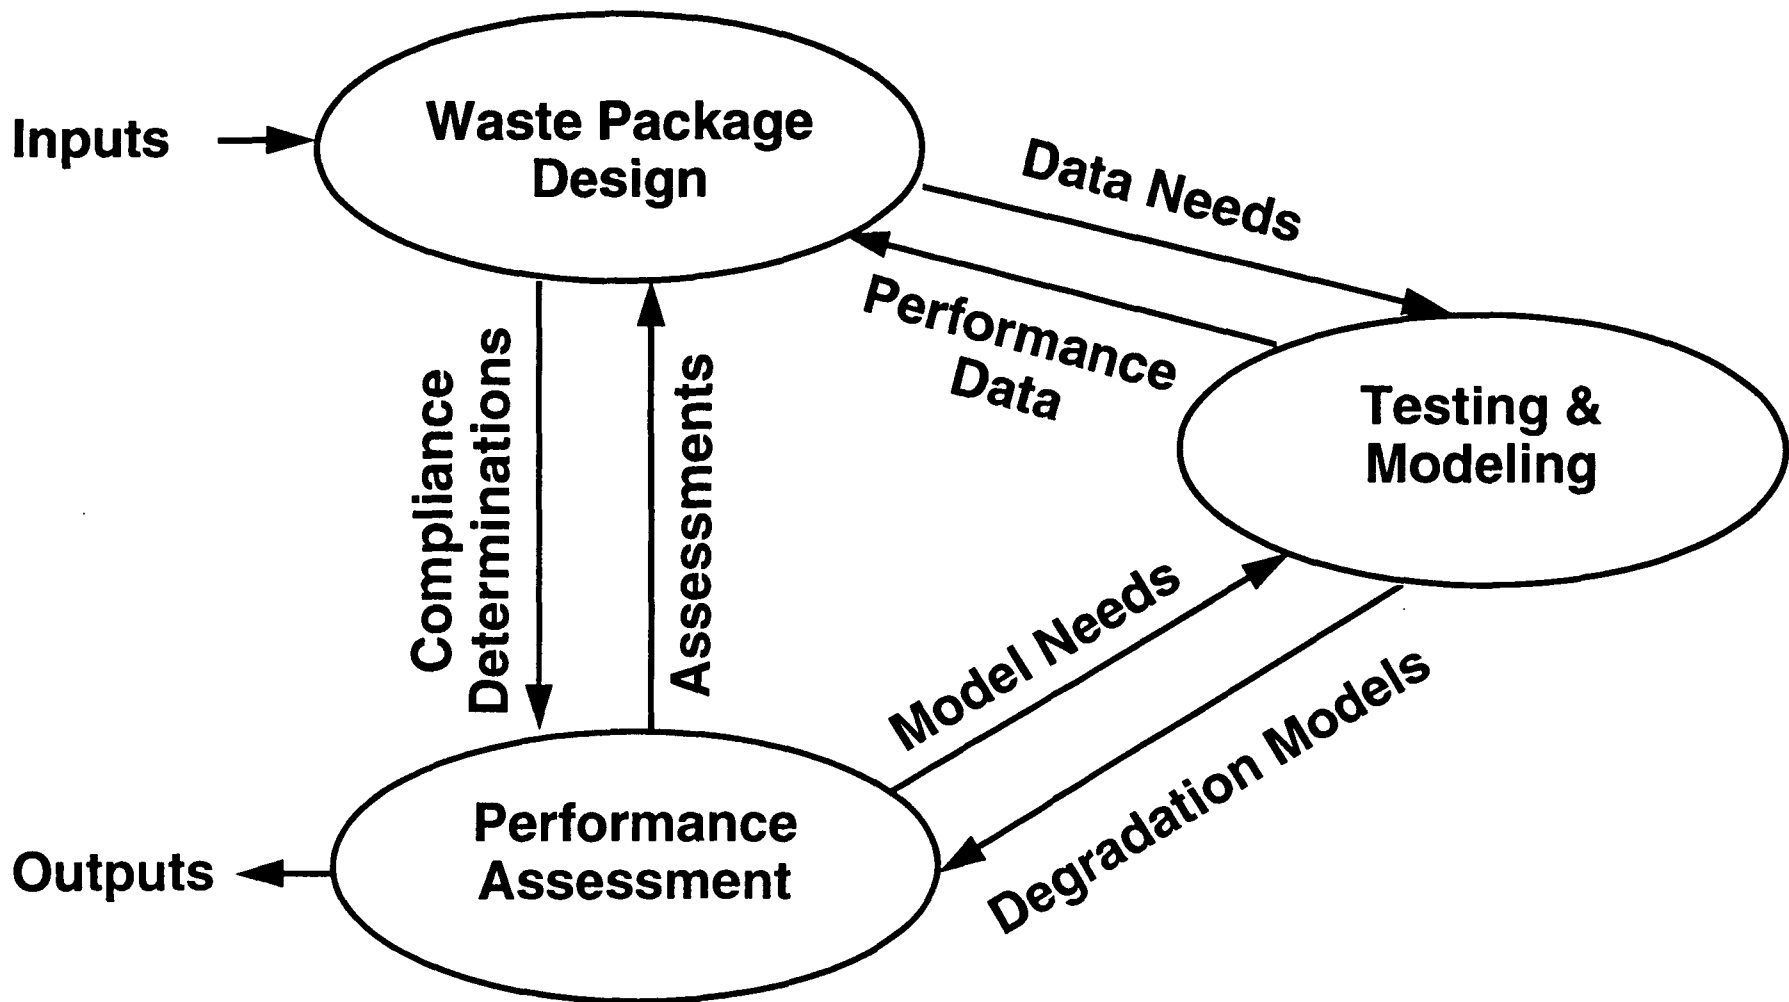 Inputs
Waste Package
Design
Data Needs
Performance
Data
Testing &
Modeling
Compliance
Determinations
Assessments
Model Needs
Degradation Models
Performance
Assessment
Outputs